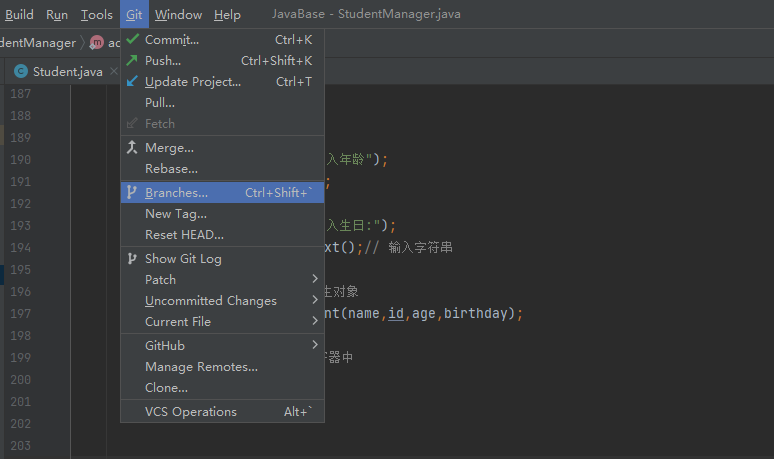 Build Run Tools Git Window Help JavaBase - StudentManager.java
dentManager m ac
C Student.java
Commit... Ctrl+K
Push... Ctrl+Shift+K
Update Project... Ctrl+T
Pull...
Fetch
Merge...
Rebase...
Branches... Ctrl+Shift+`
New Tag...
Reset HEAD...
Show Git Log
Patch
Uncommitted Changes
Current File
GitHub
Manage Remotes...
Clone...
VCS Operations Alt+`
187
188
189
190 入年龄");
191 ;
192
193 入生日:");
194 xt();// 输入字符串
195
196 生对象
197 nt(name,id,age,birthday);
198
199 器中
200
201
202
203